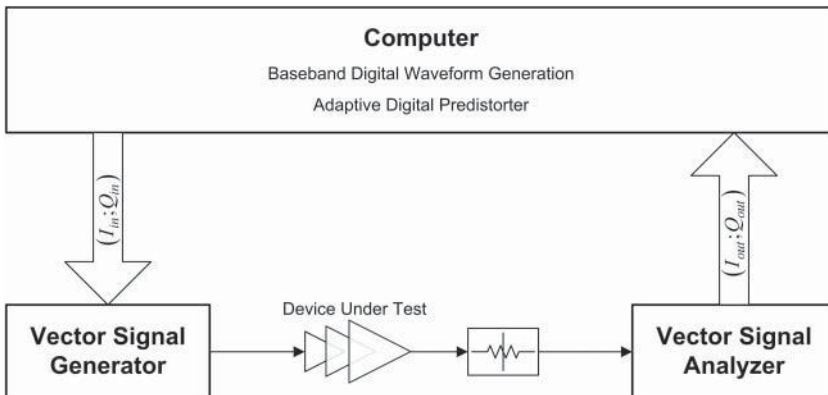 Computer
Baseband Digital Waveform Generation
Adaptive Digital Predistorter
(I_in;Q_in)
(I_out;Q_out)
Device Under Test
Vector Signal
Generator
Vector Signal
Analyzer